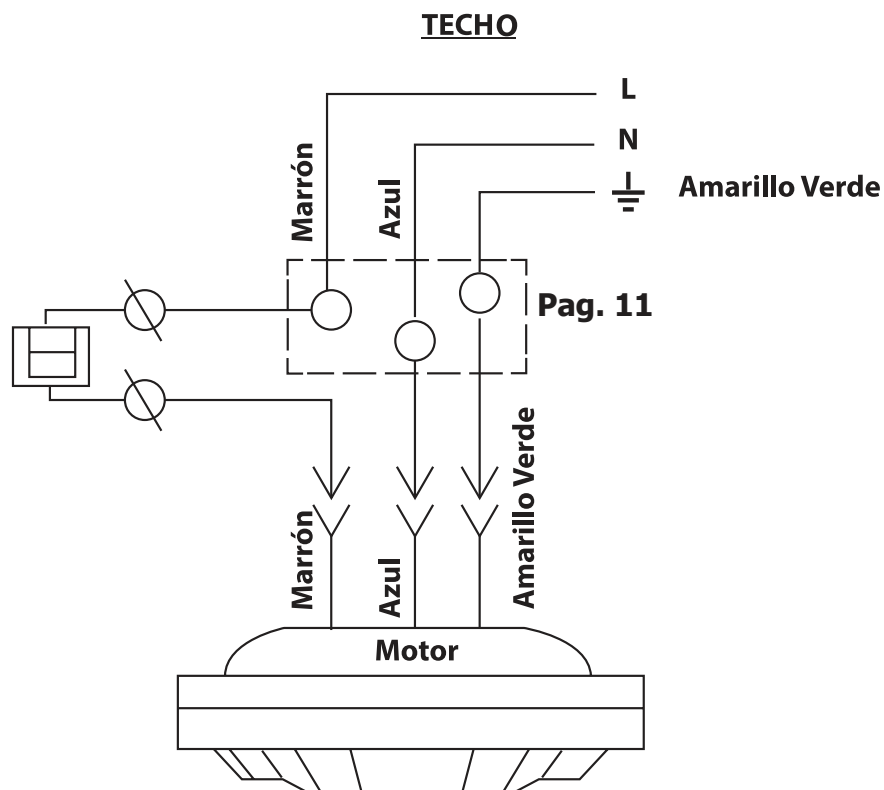 TECHO
L
N
Amarillo Verde
Marrón
Azul
Pag. 11
Marrón
Azul
Amarillo Verde
Motor